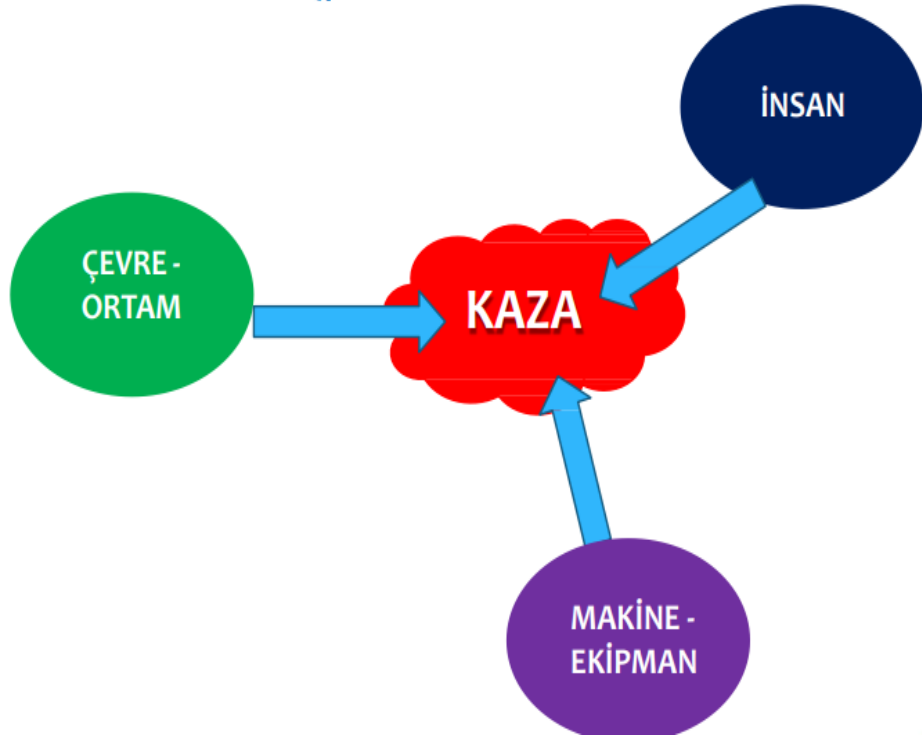 İNSAN
ÇEVRE -
ORTAM
KAZA
MAKİNE -
EKİPMAN